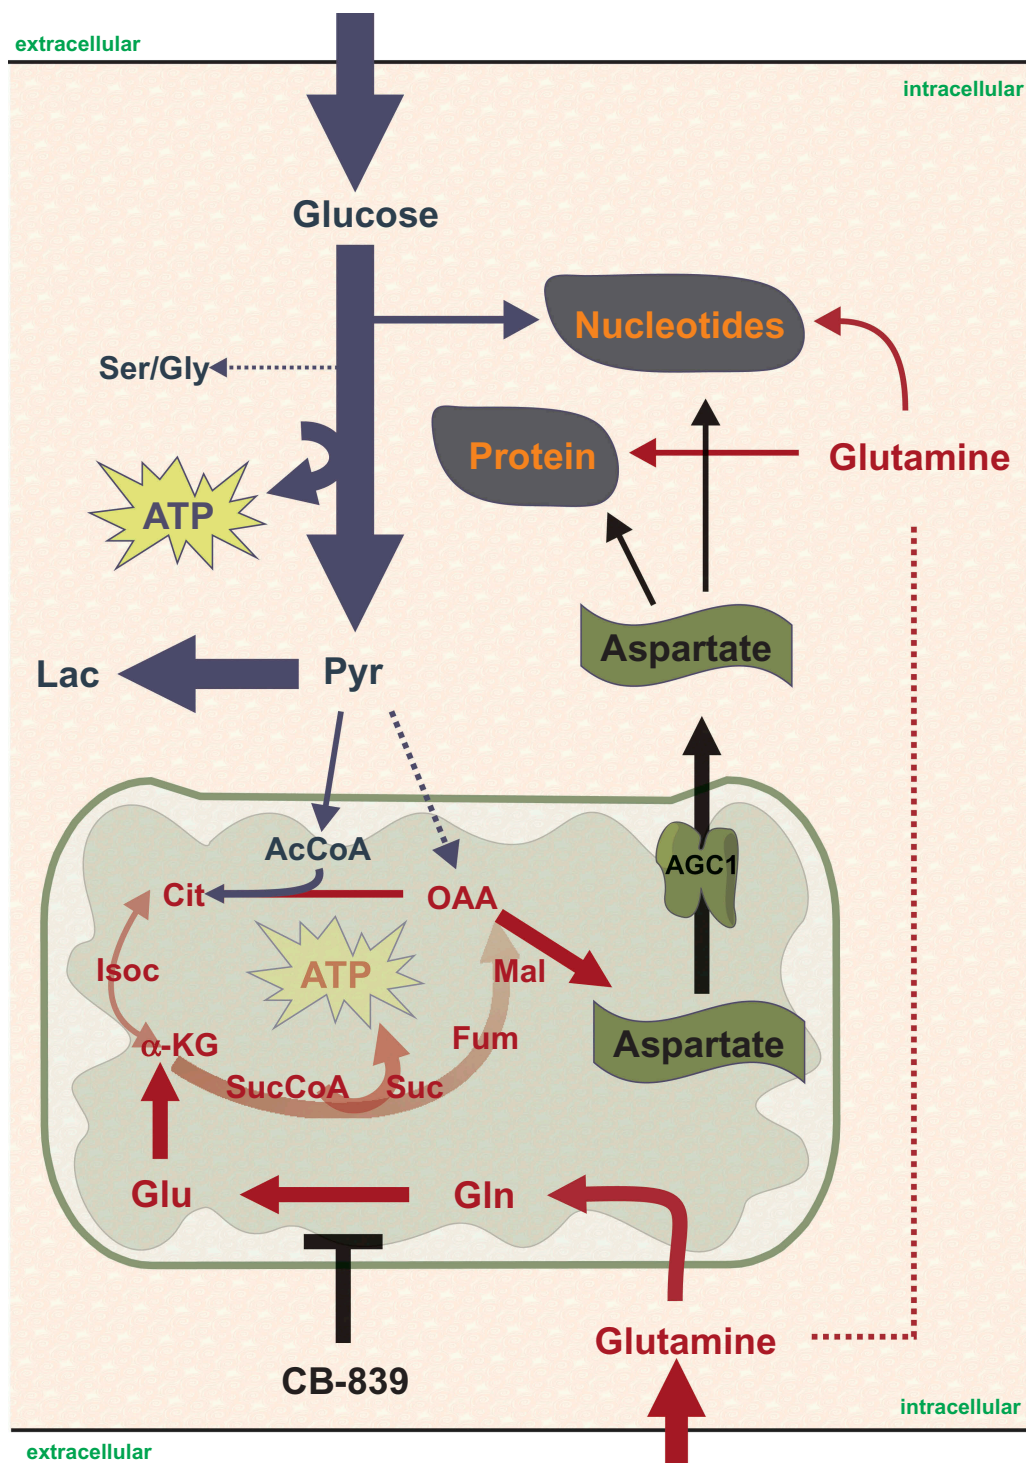 extracellular
intracellular
Glucose
Nucleotides
Ser/Gly
Protein
Glutamine
ATP
Aspartate
Lac
Pyr
AcCoA
AGC1
Cit
OAA
Isoc
ATP
Mal
α-KG
Fum
Aspartate
SucCoA
Suc
Glu
Gln
Glutamine
CB-839
intracellular
extracellular